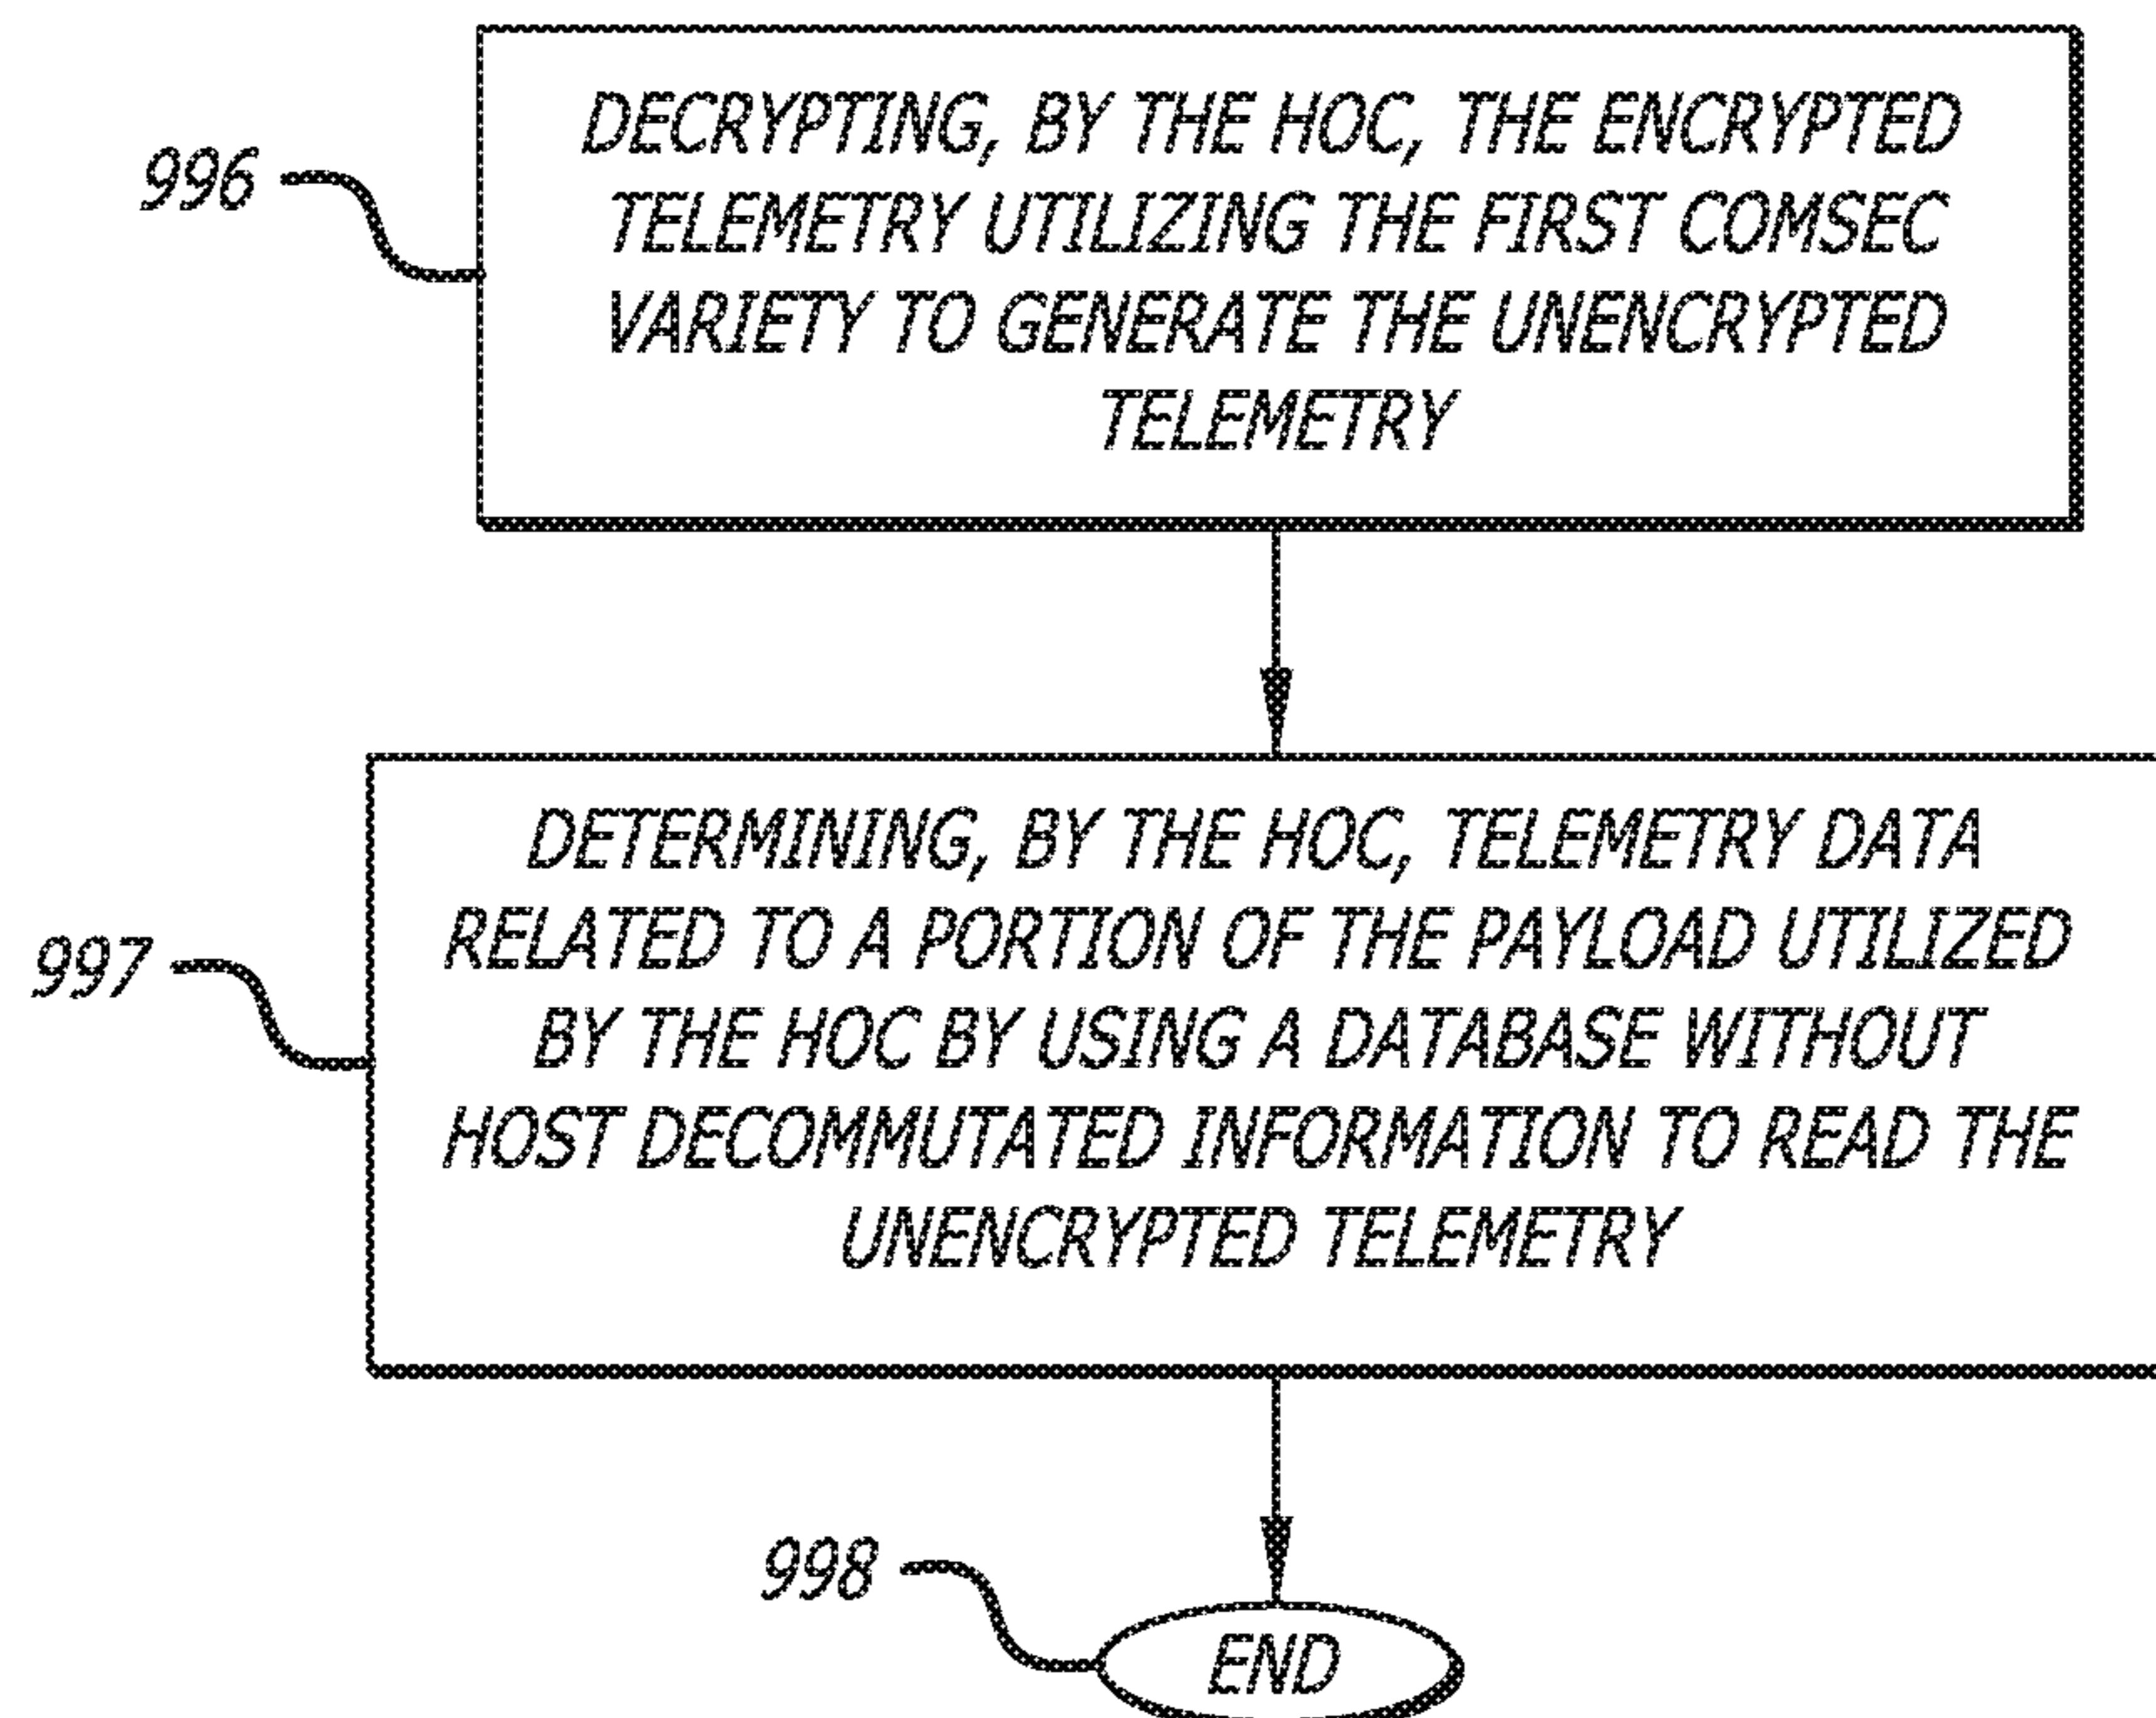 996
DECRYPTING, BY THE HOC, THE ENCRYPTED
TELEMETRY UTILIZING THE FIRST COMSEC
VARIETY TO GENERATE THE UNENCRYPTED
TELEMETRY
997
DETERMINING, BY THE HOC, TELEMETRY DATA
RELATED TO A PORTION OF THE PAYLOAD UTILIZED
BY THE HOC BY USING A DATABASE WITHOUT
HOST DECOMMUTATED INFORMATION TO READ THE
UNENCRYPTED TELEMETRY
998
END